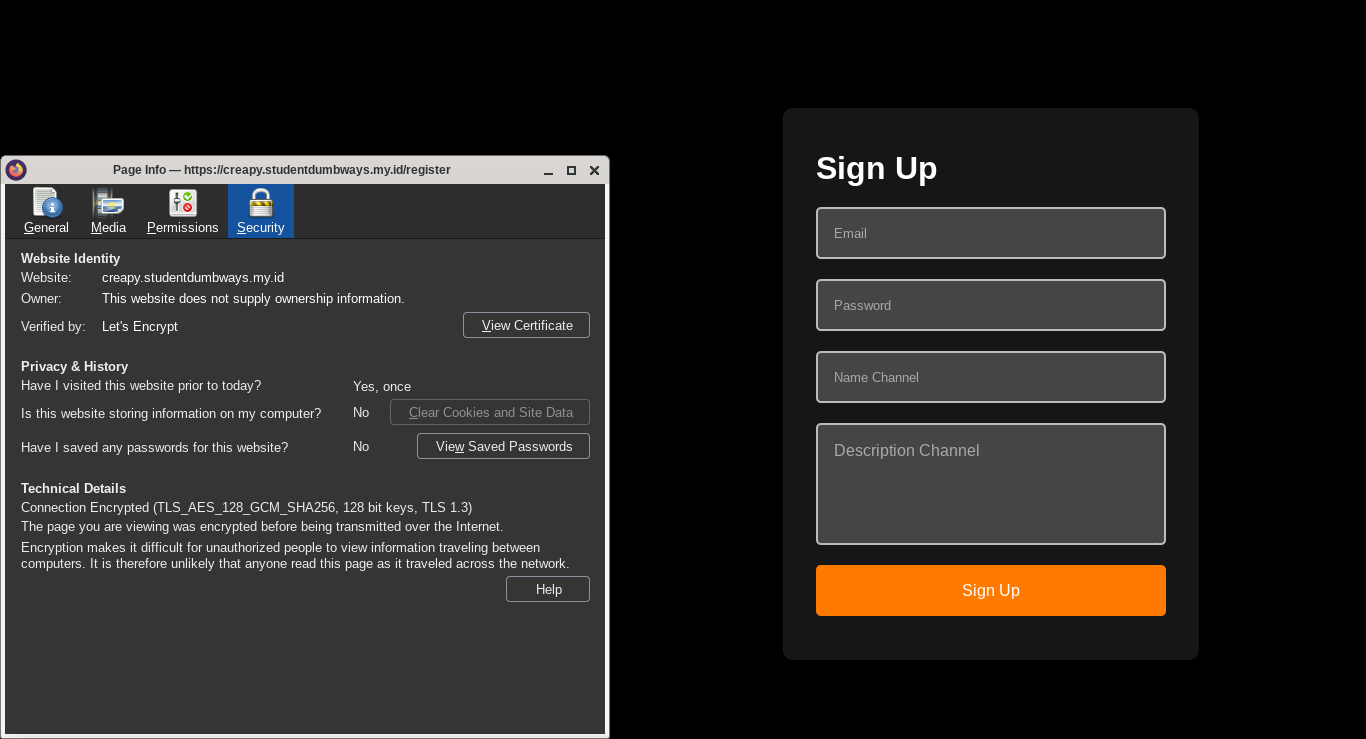 Page Info — https://creapy.studentdumbways.my.id/register
General Media Permissions Security
Website Identity
Website: creapy.studentdumbways.my.id
Owner: This website does not supply ownership information.
Verified by: Let's Encrypt View Certificate
Privacy & History
Have I visited this website prior to today? Yes, once
Is this website storing information on my computer? No Clear Cookies and Site Data
Have I saved any passwords for this website? No View Saved Passwords
Technical Details
Connection Encrypted (TLS_AES_128_GCM_SHA256, 128 bit keys, TLS 1.3)
The page you are viewing was encrypted before being transmitted over the Internet.
Encryption makes it difficult for unauthorized people to view information traveling between
computers. It is therefore unlikely that anyone read this page as it traveled across the network.
Help
Sign Up
Email
Password
Name Channel
Description Channel
Sign Up